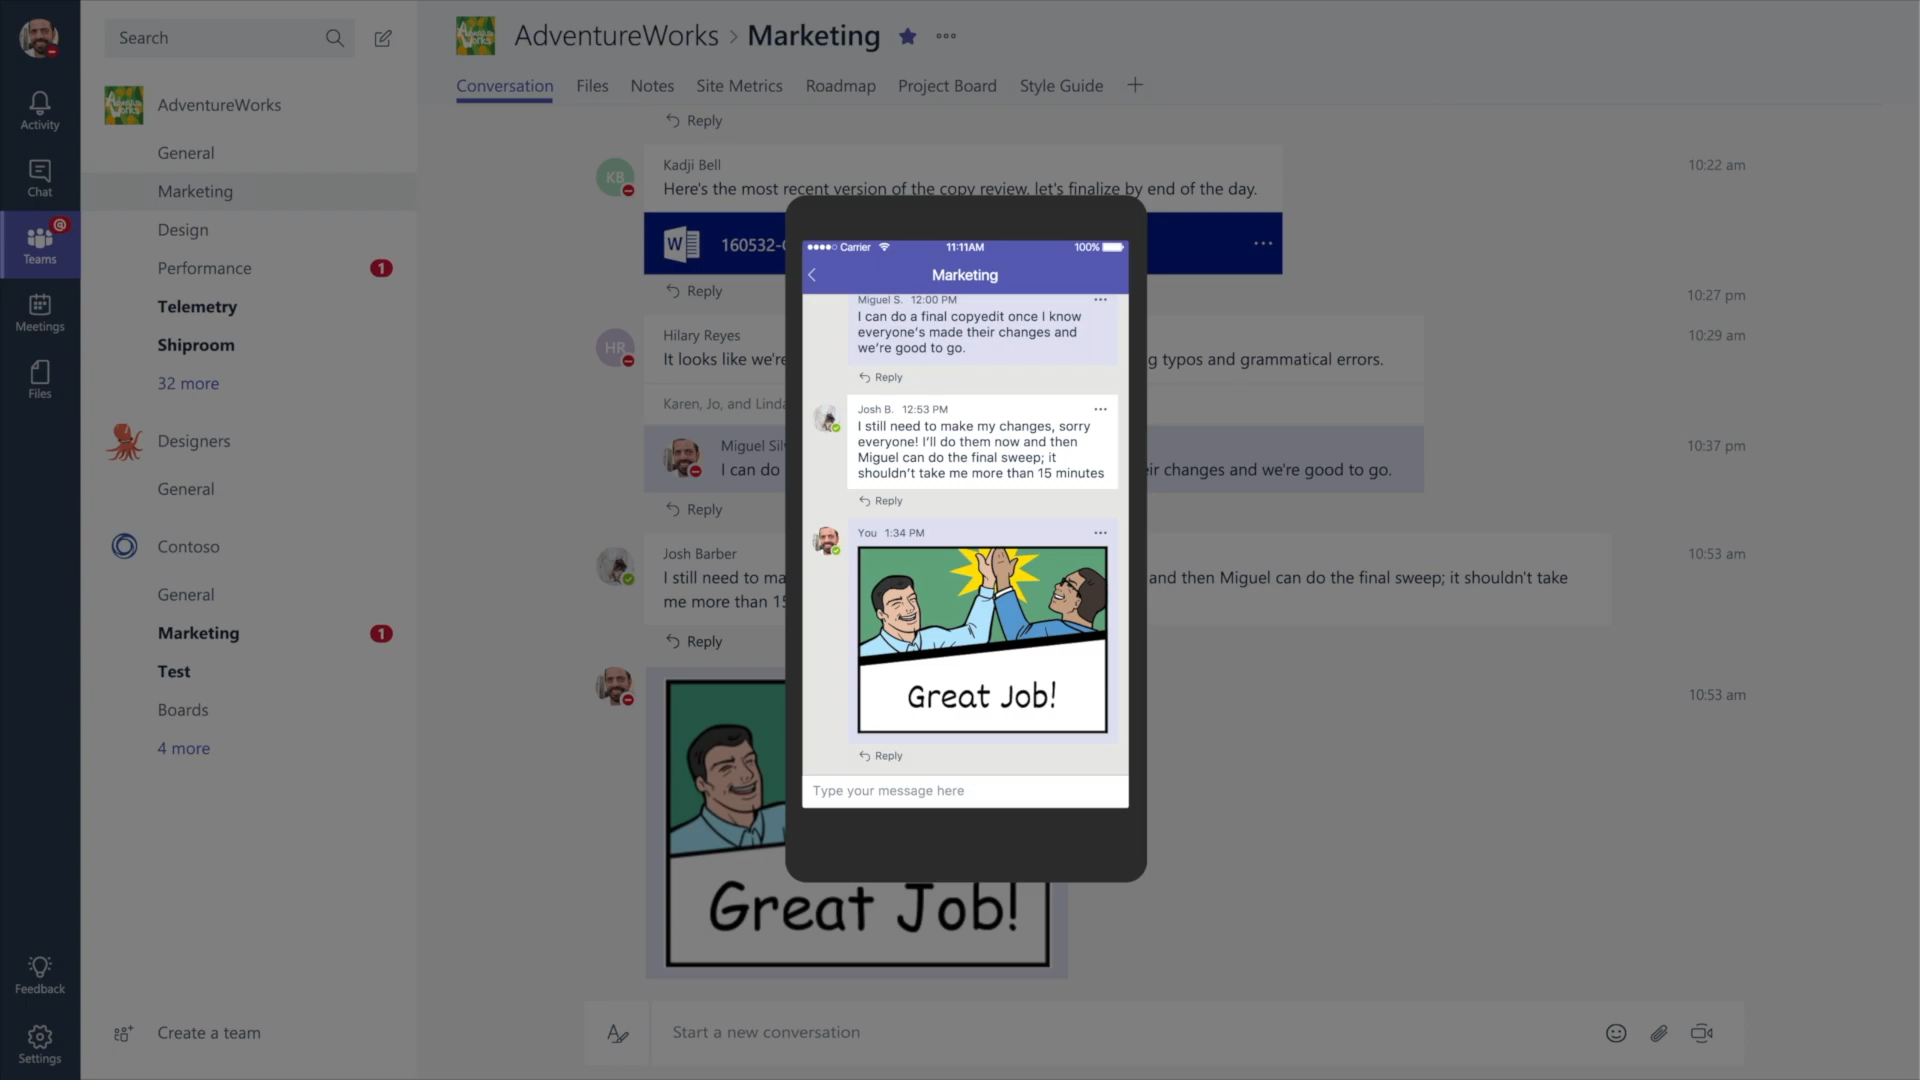 Search
Activity
Chat
@
Teams
Meetings
Files
Feedback
Settings
AdventureWorks
General
Marketing
Design
Performance
1
Telemetry
Shiproom
32 more
Designers
General
Contoso
General
Marketing
1
Test
Boards
4 more
Create a team
AdventureWorks > Marketing
Conversation Files Notes Site Metrics Roadmap Project Board Style Guide
Reply
KB
Kadji Bell
10:22 am
Here's the most recent version of the copy review. let's finalize by end of the day.
W
160532-
Reply
10:27 pm
HR
Hilary Reyes
10:29 am
It looks like we're
g typos and grammatical errors.
Karen, Jo, and Linda
Miguel Sil
10:37 pm
I can do
eir changes and we're good to go.
Reply
Josh Barber
10:53 am
I still need to ma
and then Miguel can do the final sweep; it shouldn't take
me more than 15
Reply
10:53 am
Great Job!
Start a new conversation
Carrier 11:11AM 100%
Marketing
Miguel S. 12:00 PM
I can do a final copyedit once I know
everyone's made their changes and
we're good to go.
Reply
Josh B. 12:53 PM
I still need to make my changes, sorry
everyone! I'll do them now and then
Miguel can do the final sweep; it
shouldn't take me more than 15 minutes
Reply
You 1:34 PM
Great Job!
Reply
Type your message here